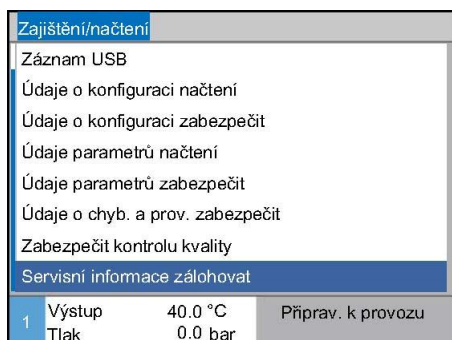 Zajištění/načtení
Záznam USB
Údaje o konfiguraci načtení
Údaje o konfiguraci zabezpečit
Údaje parametrů načtení
Údaje parametrů zabezpečit
Údaje o chyb. a prov. zabezpečit
Zabezpečit kontrolu kvality
Servisní informace zálohovat
1 Výstup 40.0 °C Připrav. k provozu
Tlak 0.0 bar